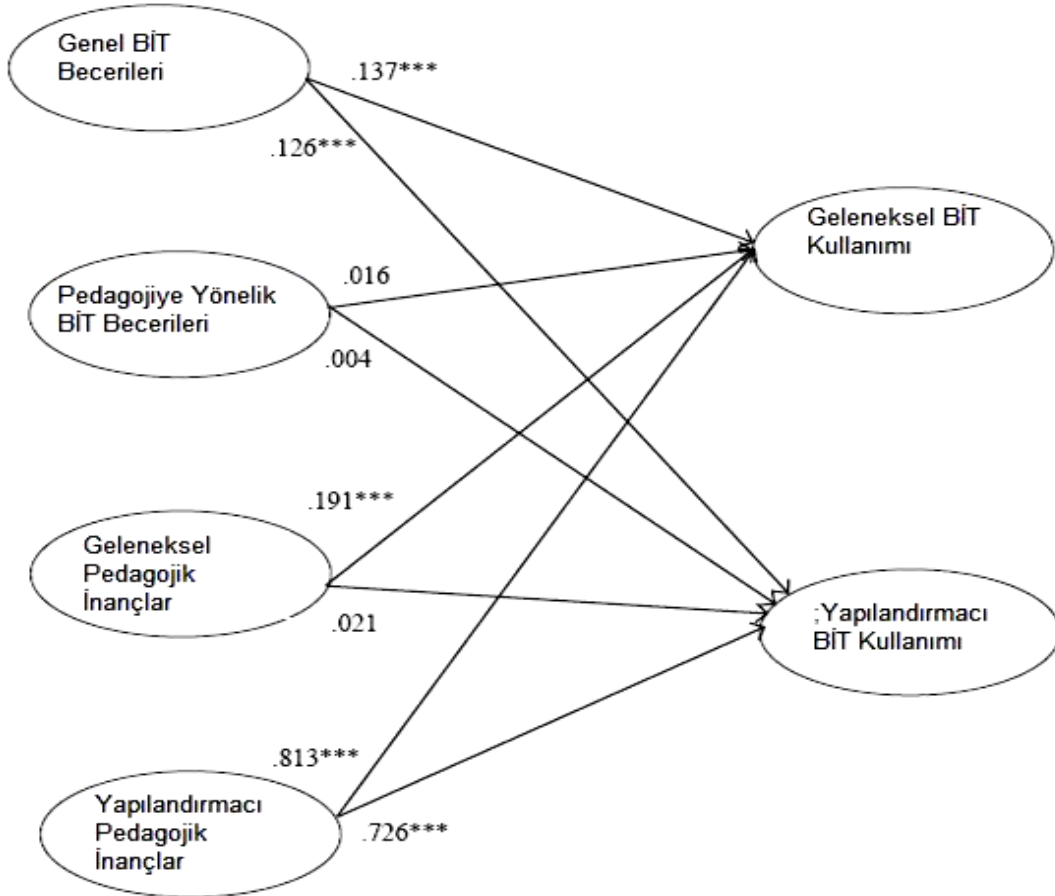 Genel BİT
Becerileri
.137***
.126***
Geleneksel BİT
Kullanımı
Pedagojiye Yönelik
BİT Becerileri
.016
.004
Geleneksel
Pedagojik
İnançlar
.191***
.021
;Yapılandırmacı
BİT Kullanımı
Yapılandırmacı
Pedagojik
İnançlar
.813***
.726***